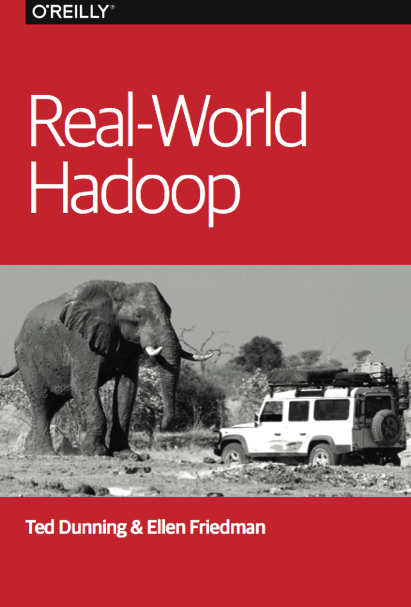 O'REILLY®
Real-World
Hadoop
Ted Dunning & Ellen Friedman